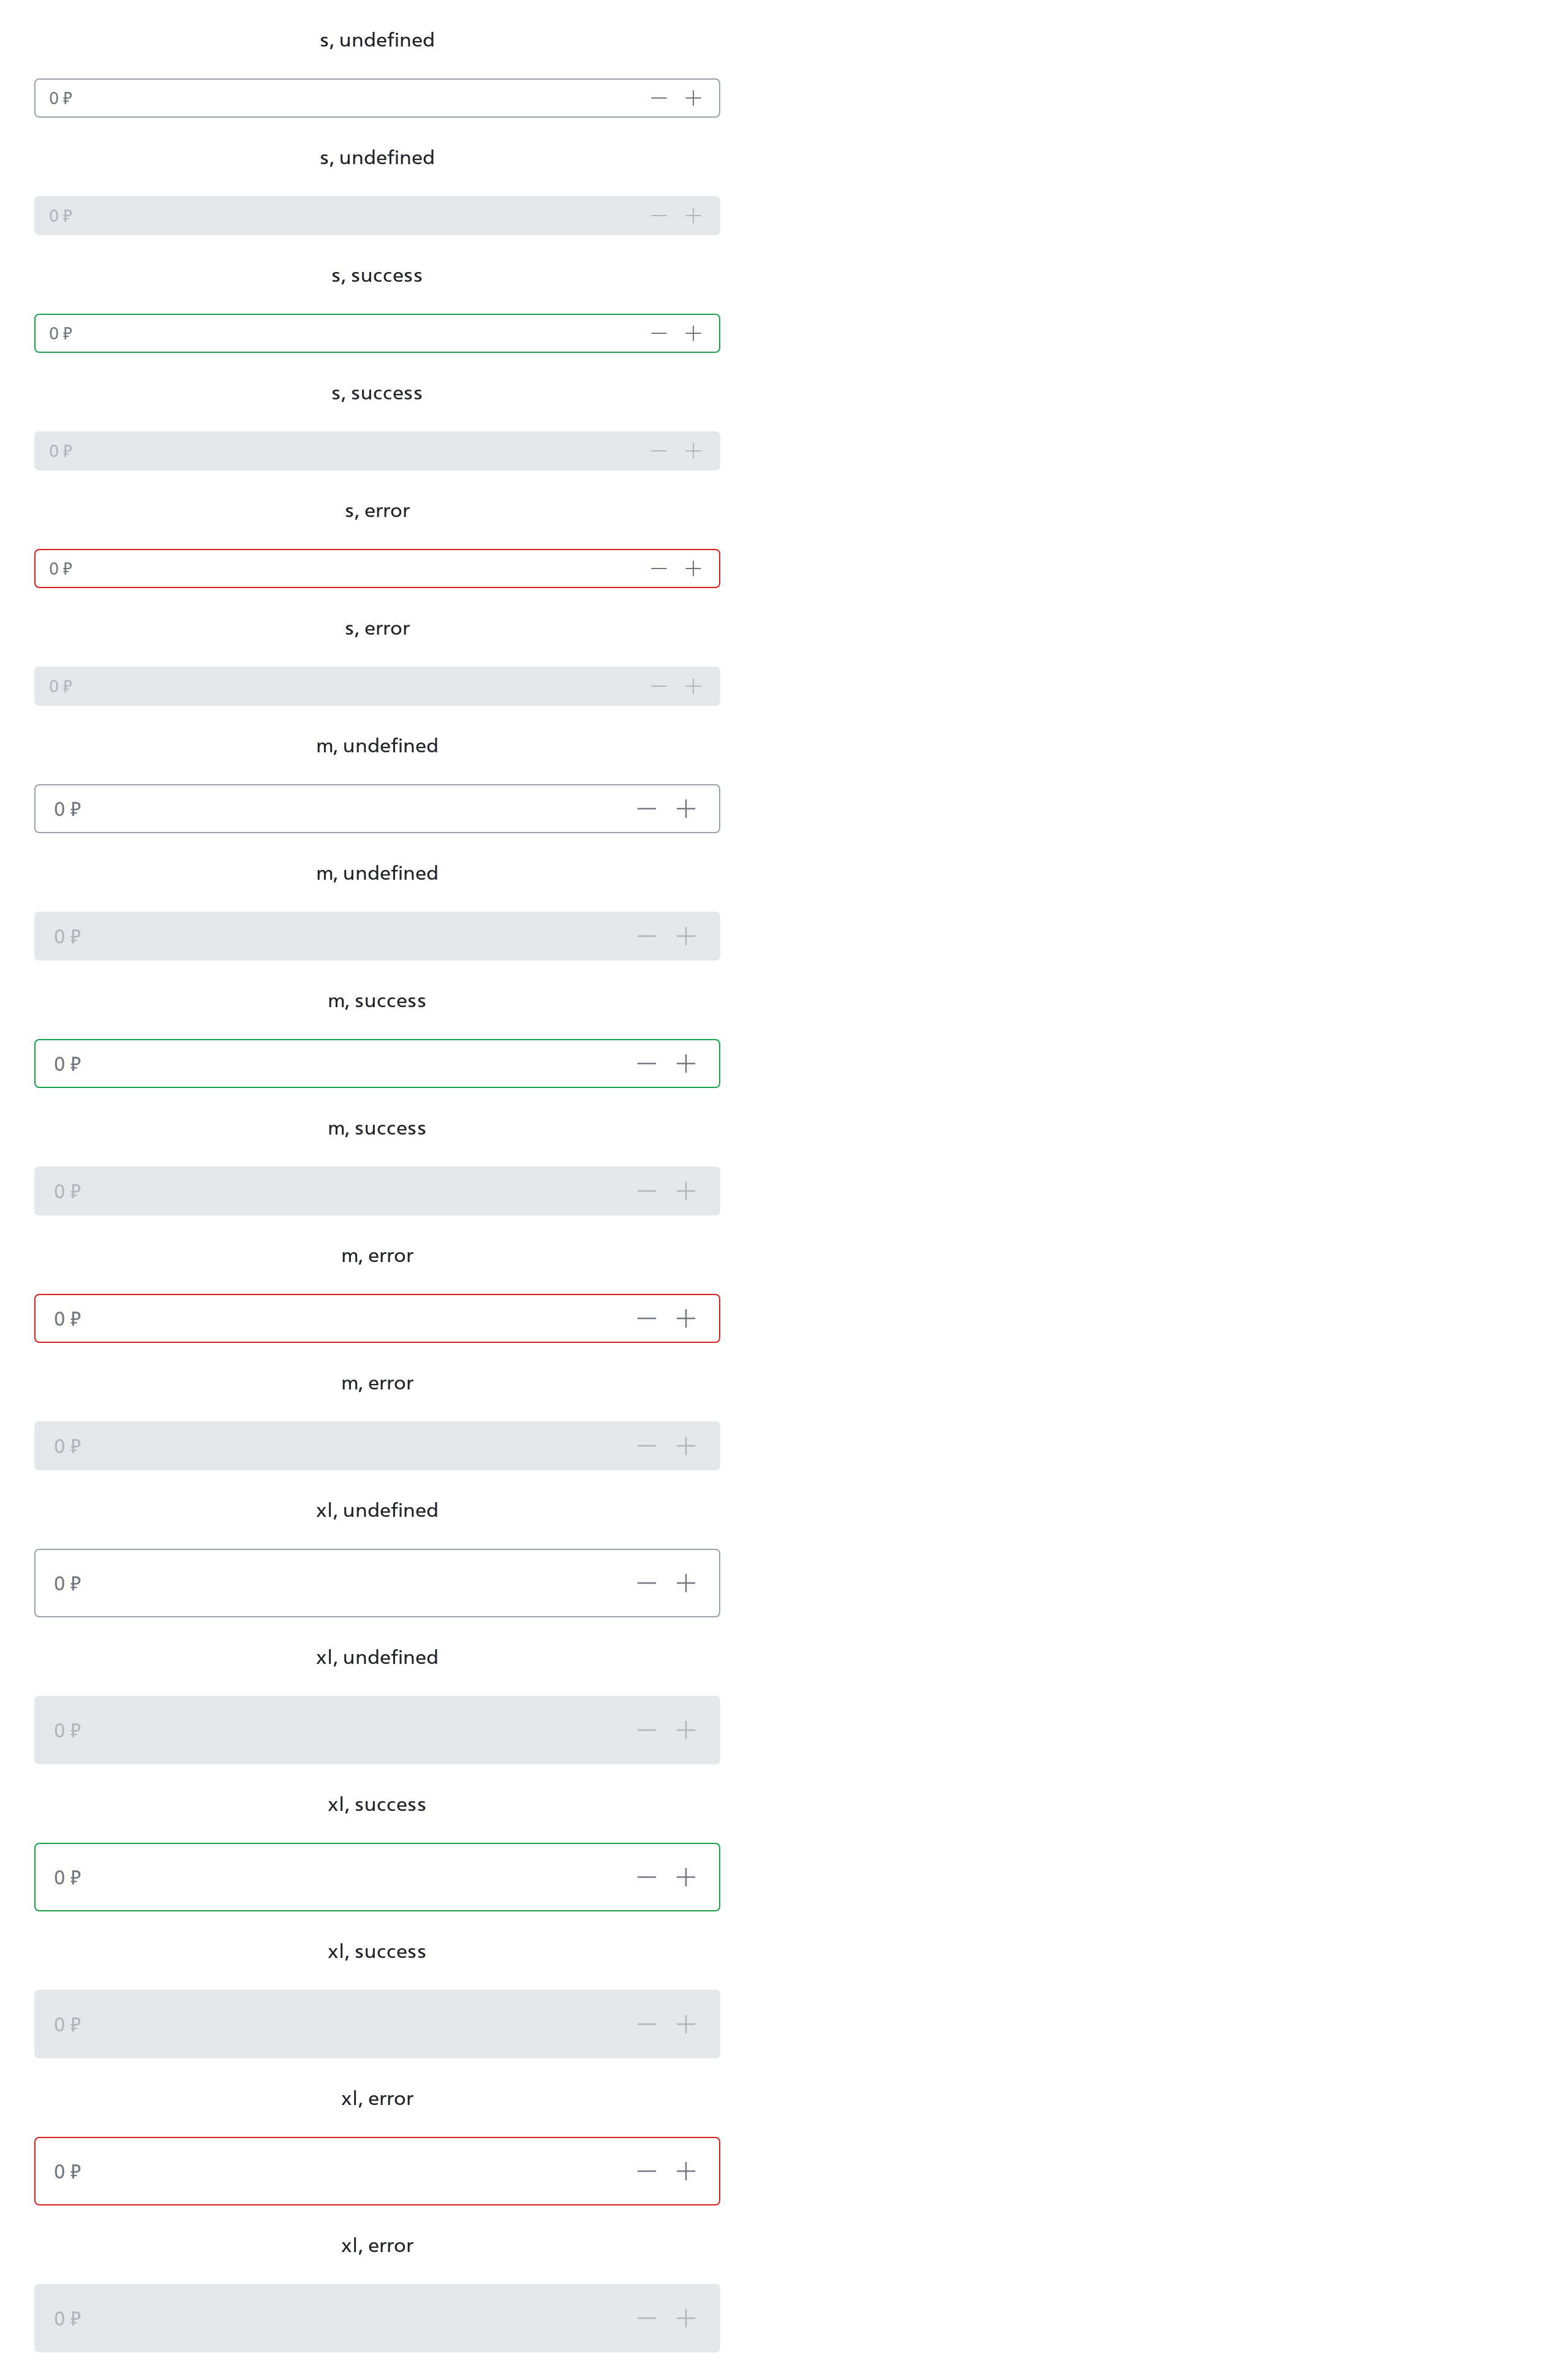 s, undefined
0 ₽
s, undefined
0 ₽
s, success
0 ₽
s, success
0 ₽
s, error
0 ₽
s, error
0 ₽
m, undefined
0 ₽
m, undefined
0 ₽
m, success
0 ₽
m, success
0 ₽
m, error
0 ₽
m, error
0 ₽
xl, undefined
0 ₽
xl, undefined
0 ₽
xl, success
0 ₽
xl, success
0 ₽
xl, error
0 ₽
xl, error
0 ₽